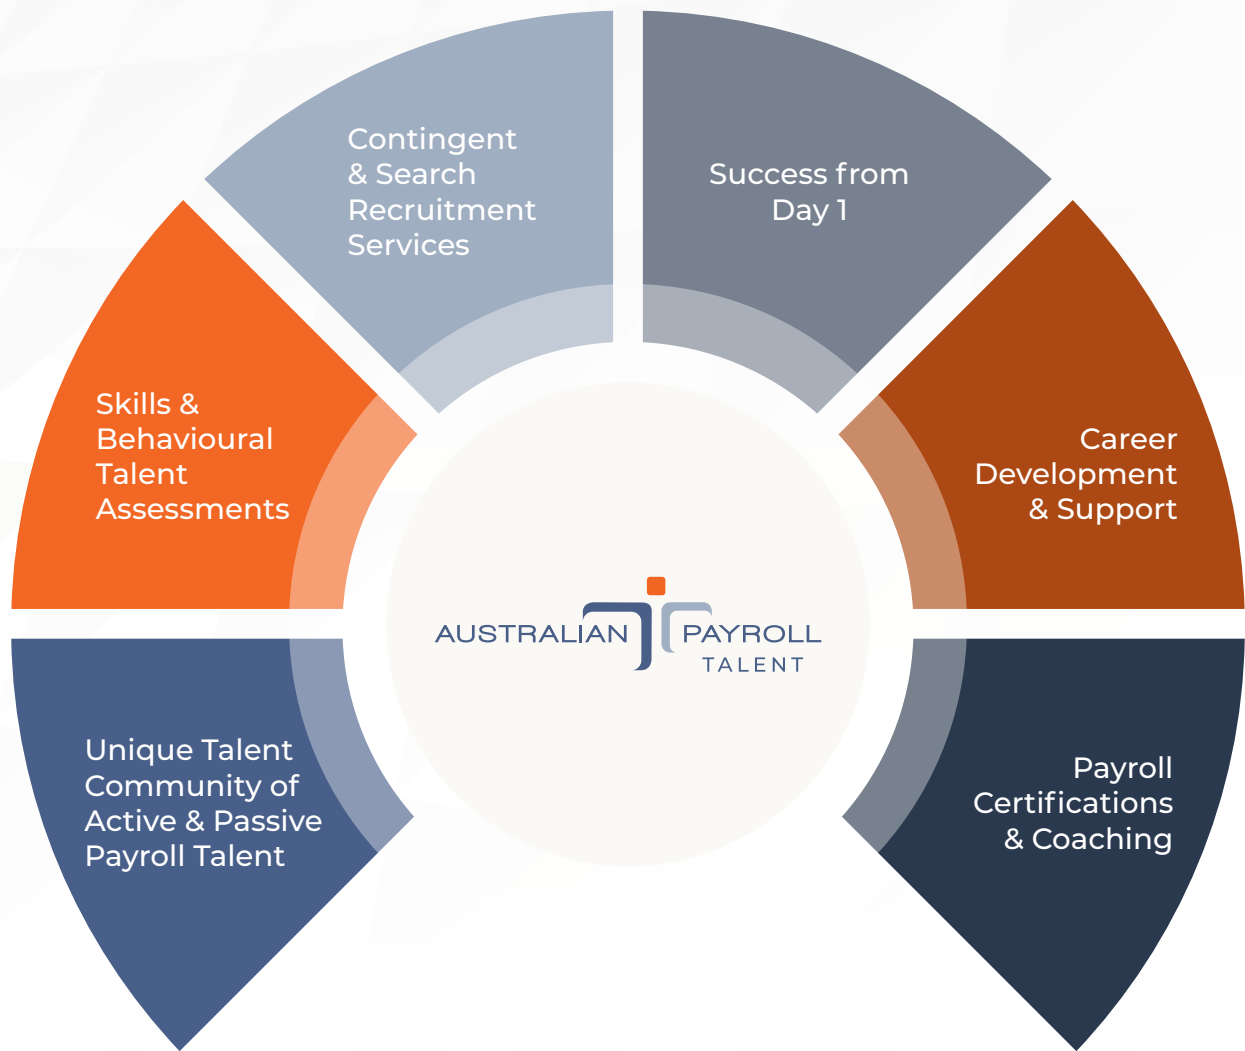 Contingent
& Search
Recruitment
Services
Success from
Day 1
Skills &
Behavioural
Talent
Assessments
Career
Development
& Support
AUSTRALIAN PAYROLL
TALENT
Unique Talent
Community of
Active & Passive
Payroll Talent
Payroll
Certifications
& Coaching